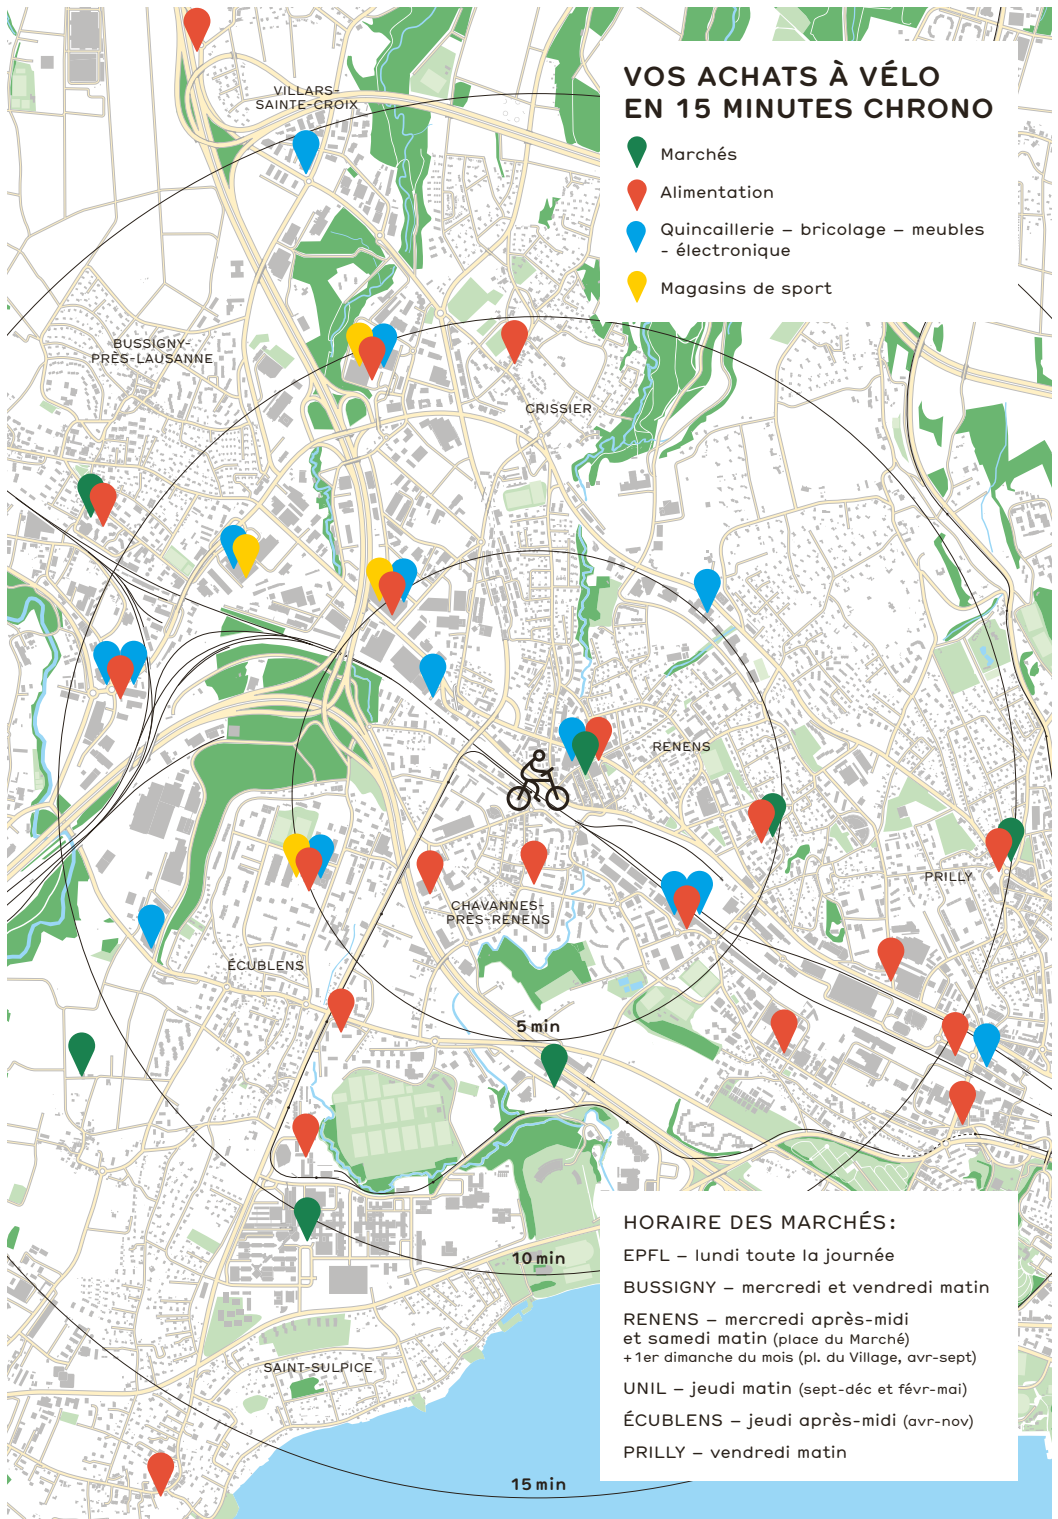 VOS ACHATS À VÉLO
EN 15 MINUTES CHRONO
Marchés
Alimentation
Quincaillerie – bricolage – meubles
- électronique
Magasins de sport
VILLARS-
SAINTE-CROIX
BUSSIGNY-
PRÈS-LAUSANNE
CRISSIER
RENENS
PRILLY
CHAVANNES-
PRÈS-RENENS
ÉCUBLENS
5 min
10 min
SAINT-SULPICE
15 min
HORAIRE DES MARCHÉS:
EPFL – lundi toute la journée
BUSSIGNY – mercredi et vendredi matin
RENENS – mercredi après-midi
et samedi matin (place du Marché)
+1er dimanche du mois (pl. du Village, avr-sept)
UNIL – jeudi matin (sept-déc et févr-mai)
ÉCUBLENS – jeudi après-midi (avr-nov)
PRILLY – vendredi matin